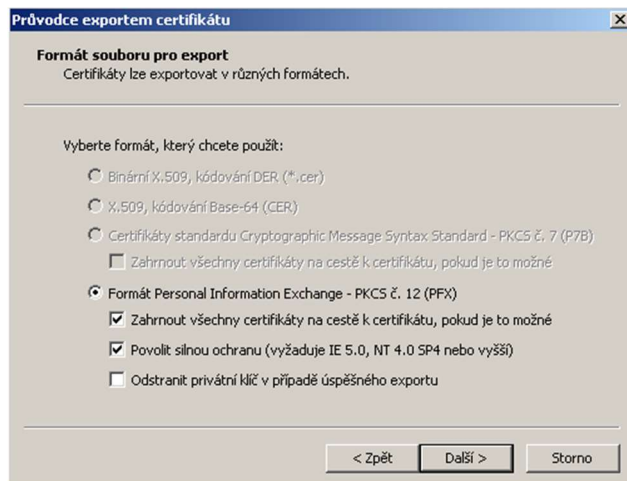 Průvodce exportem certifikátu
Formát souboru pro export
Certifikáty lze exportovat v různých formátech.
Vyberte formát, který chcete použít:
Binární X.509, kódování DER (*.cer)
X.509, kódování Base-64 (CER)
Certifikáty standardu Cryptographic Message Syntax Standard - PKCS č. 7 (P7B)
Zahrnout všechny certifikáty na cestě k certifikátu, pokud je to možné
Formát Personal Information Exchange - PKCS č. 12 (PFX)
Zahrnout všechny certifikáty na cestě k certifikátu, pokud je to možné
Povolit silnou ochranu (vyžaduje IE 5.0, NT 4.0 SP4 nebo vyšší)
Odstranit privátní klíč v případě úspěšného exportu
< Zpět Další > Storno